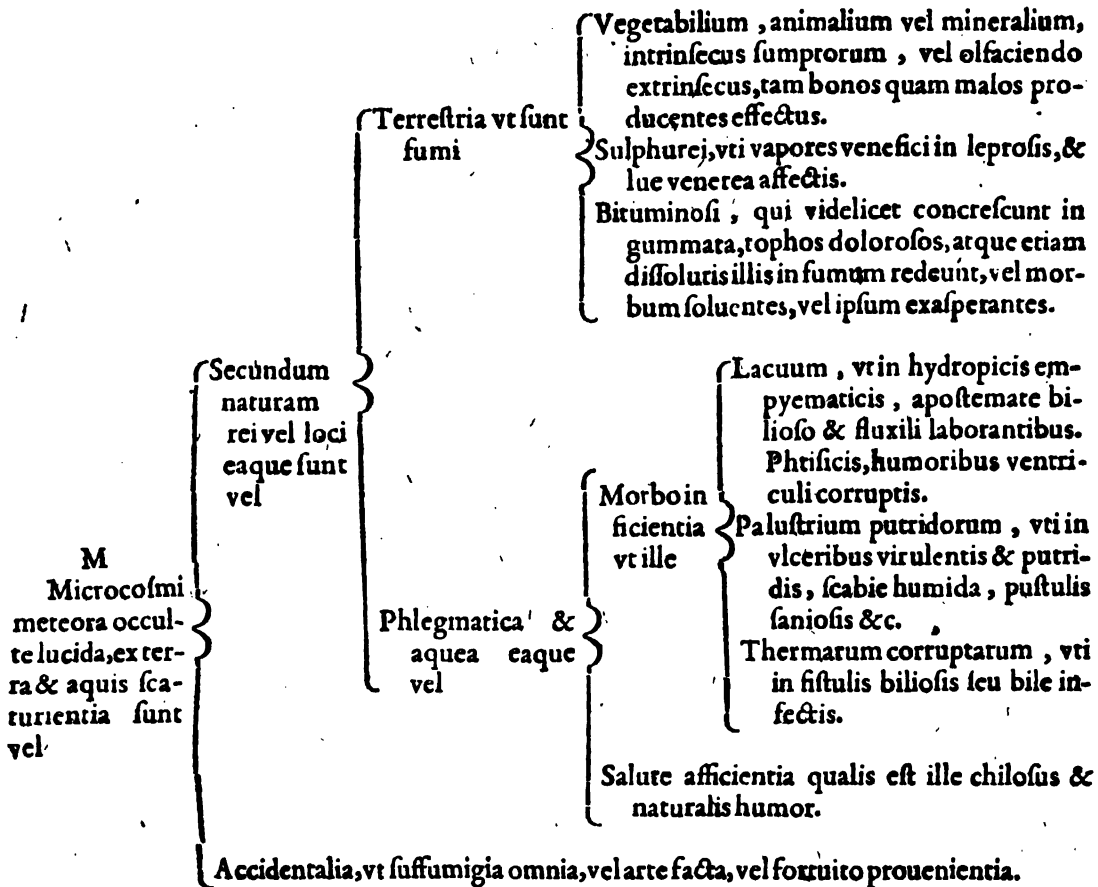 M
Microcoſmi
meteora occul-
te lucida, ex ter-
ra & aquis ſca-
turientia ſunt
vel
Secundum
naturam
rei vel loci
eaque ſunt
vel
Terreſtria vt ſunt
fumi
Vegetabilium, animalium vel mineralium,
intrinſecus ſumptorum, vel olfaciendo
extrinſecus, tam bonos quam malos pro-
ducentes effectus.
Sulphurei, vti vapores venefici in leproſis, &
lue venerea affectis.
Bituminoſi, qui videlicet concreſcunt in
gummata, tophos doloroſos, atque etiam
diſſolutis illis in fumum redeunt, vel mor-
bum ſoluentes, vel ipſum exaſperantes.
Phlegmatica &
aquea eaque
vel
Morbo in
ficientia
vt ille
Lacuum, vt in hydropicis em-
pyematicis, apoſtemate bi-
lioſo & fluxili laborantibus.
Phtiſicis, humoribus ventri-
culi corruptis.
Paluſtrium putridorum, vti in
vlceribus virulentis & putri-
dis, ſcabie humida, puſtulis
ſanioſis &c.
Thermarum corruptarum, vti
in fiſtulis bilioſis ſeu bile in-
fectis.
Salute afficientia qualis eſt ille chiloſus &
naturalis humor.
Accidentalia, vt ſuffumigia omnia, vel arte facta, vel fortuito prouenientia.